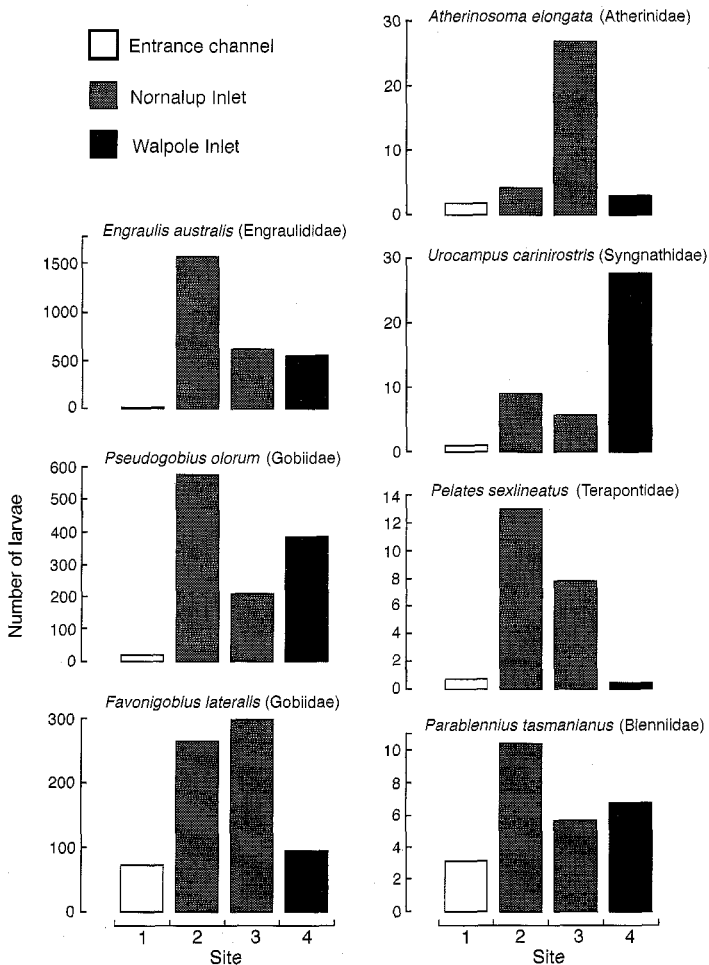 Entrance channel
Nornalup Inlet
Walpole Inlet
Engraulis australis (Engraulididae)
1500
1000
500
0
Pseudogobius olorum (Gobiidae)
600
500
400
300
200
100
0
Favonigobius lateralis (Gobiidae)
300
200
100
0
1 2 3 4
Site
Number of larvae
Atherinosoma elongata (Atherinidae)
30
20
10
0
Urocampus carinirostris (Syngnathidae)
30
20
10
0
Pelates sexlineatus (Terapontidae)
14
12
10
8
6
4
2
0
Parablennius tasmanianus (Blenniidae)
10
8
6
4
2
0
1 2 3 4
Site